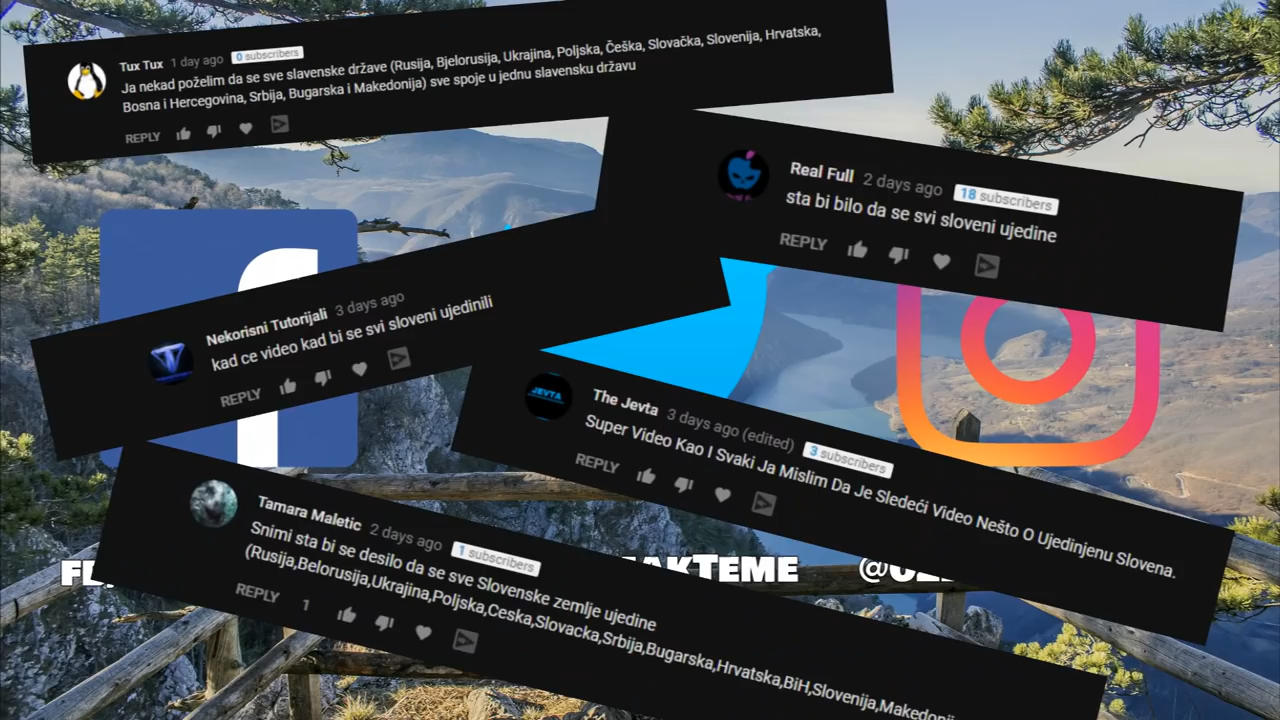 Tux Tux 1 day ago 0 subscribers
Ja nekad poželim da se sve slavenske države (Rusija, Bjelorusija, Ukrajina, Poljska, Češka, Slovačka, Slovenija, Hrvatska,
Bosna i Hercegovina, Srbija, Bugarska i Makedonija) sve spoje u jednu slavensku državu
REPLY
Real Full 2 days ago 18 subscribers
sta bi bilo da se svi sloveni ujedine
REPLY
Nekorisni Tutorijali 3 days ago
kad ce video kad bi se svi sloveni ujedinili
REPLY
The Jevta 3 days ago (edited) 3 subscribers
Super Video Kao I Svaki Ja Mislim Da Je Sledeći Video Nešto O Ujedinjenu Slovena.
REPLY
Tamara Maletic 2 days ago 1 subscribers
Snimi sta bi se desilo da se sve Slovenske zemlje ujedine
(Rusija,Belorusija,Ukrajina,Poljska,Ceska,Slovacka,Srbija,Bugarska,Hrvatska,BiH,Slovenija,Makedoni
REPLY 1